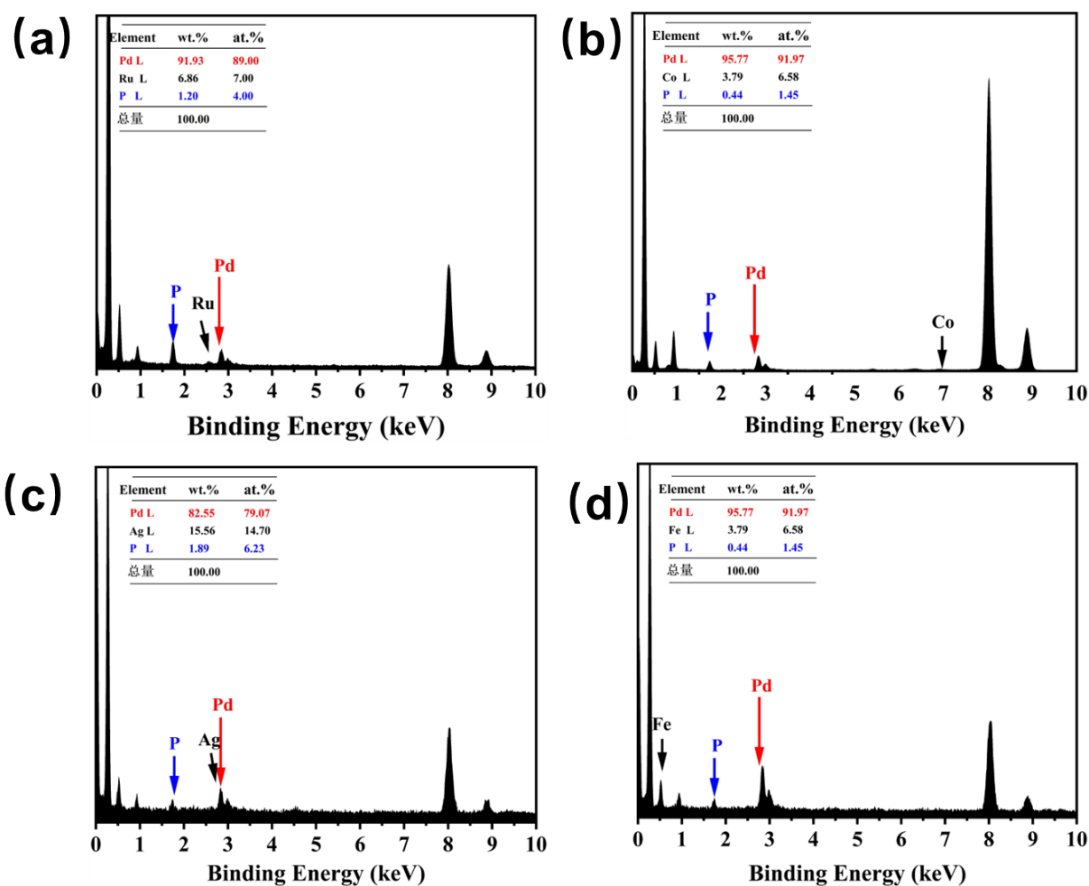 (a)
Element wt.% at.%
Pd L 91.93 89.00
Ru L 6.86 7.00
P L 1.20 4.00
总量 100.00
P
Ru
Pd
0 1 2 3 4 5 6 7 8 9 10
Binding Energy (keV)
(b)
Element wt.% at.%
Pd L 95.77 91.97
Co L 3.79 6.58
P L 0.44 1.45
总量 100.00
P
Pd
Co
0 1 2 3 4 5 6 7 8 9 10
Binding Energy (keV)
(c)
Element wt.% at.%
Pd L 82.55 79.07
Ag L 15.56 14.70
P L 1.89 6.23
总量 100.00
P
Ag
Pd
0 1 2 3 4 5 6 7 8 9 10
Binding Energy (keV)
(d)
Element wt.% at.%
Pd L 95.77 91.97
Fe L 3.79 6.58
P L 0.44 1.45
总量 100.00
Fe
P
Pd
0 1 2 3 4 5 6 7 8 9 10
Binding Energy (keV)